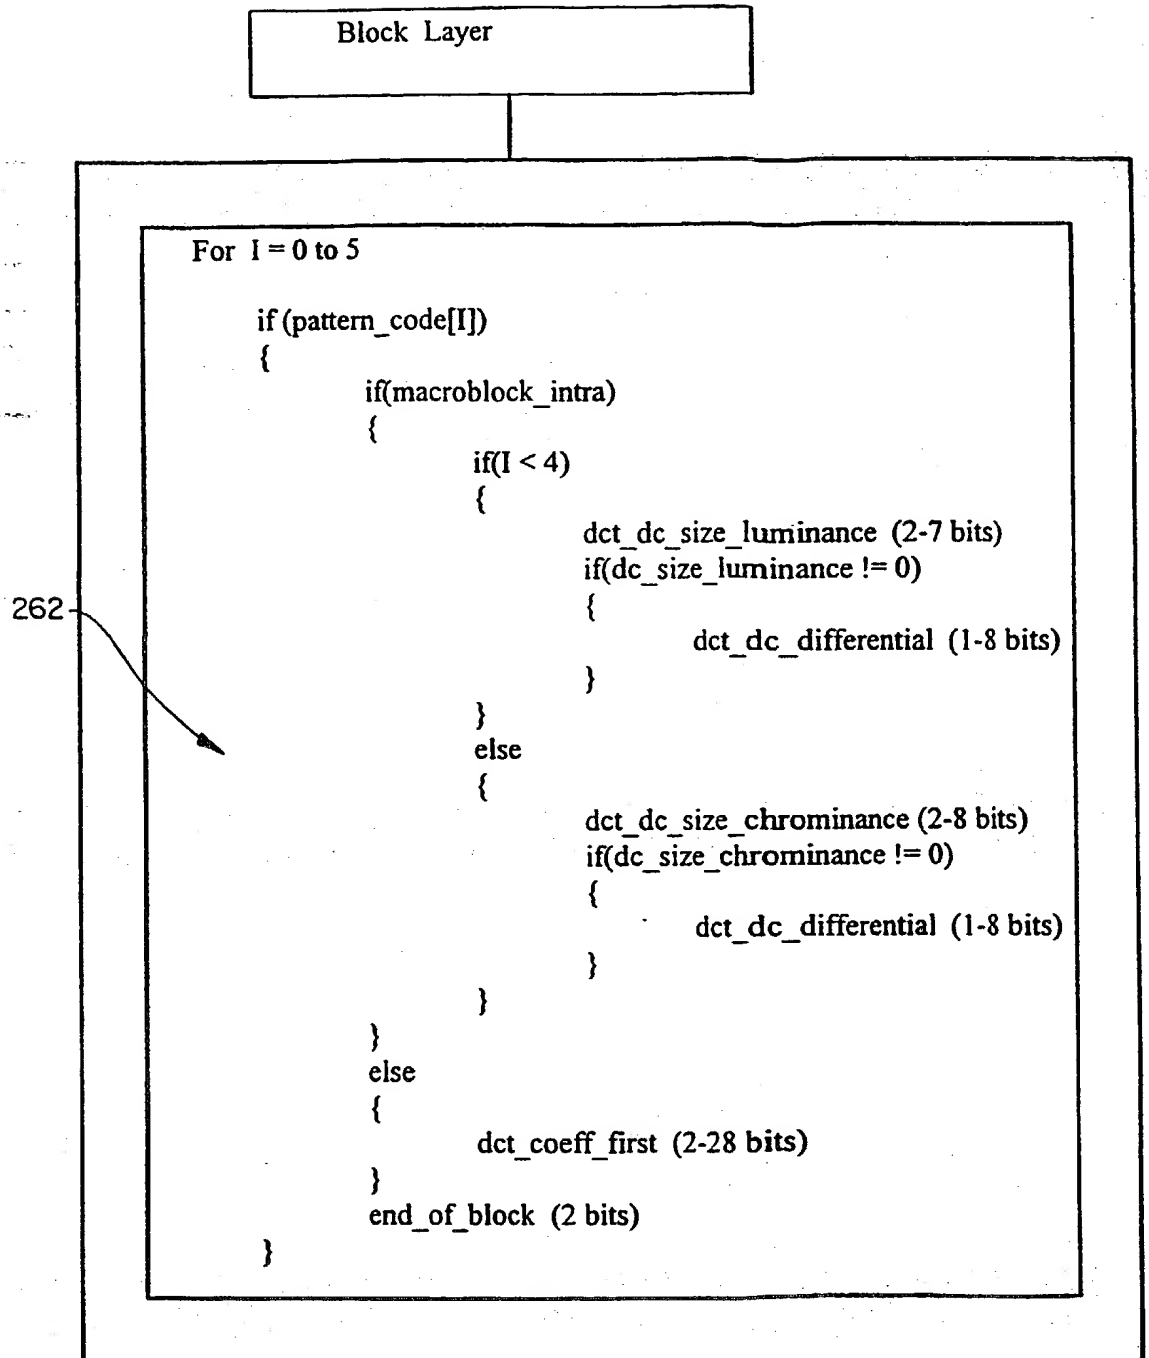 Block Layer
For I = 0 to 5
if (pattern_code[I])
{
if(macroblock_intra)
{
if(I < 4)
{
dct_dc_size_luminance (2-7 bits)
if(dc_size_luminance != 0)
{
dct_dc_differential (1-8 bits)
}
}
else
{
dct_dc_size_chrominance (2-8 bits)
if(dc_size_chrominance != 0)
{
dct_dc_differential (1-8 bits)
}
}
}
else
{
dct_coeff_first (2-28 bits)
}
end_of_block (2 bits)
}
262